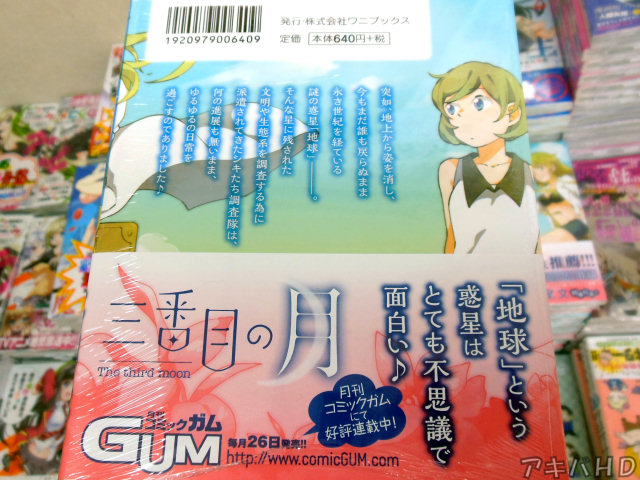 1920979006409
発行・株式会社ワニブックス
定価 本体640円+税
突如、地上から姿を消し、
今もまだ誰も戻らぬまま
永き世紀を経ている
謎の惑星「地球」――。
そんな星に残された
文明や生態系を調査する為に
派遣されてきたシキたち調査隊は、
何の進展も無いまま、
ゆるゆるの日常を
過ごすのでありました♪
「地球」という
惑星は
とても不思議で
面白い♪
三番目の月
The third moon
月刊
コミックガム
にて
好評連載中!
月刊
コミックガム
GUM
毎月26日発売!!
http://www.comicGUM.com
アキバHD